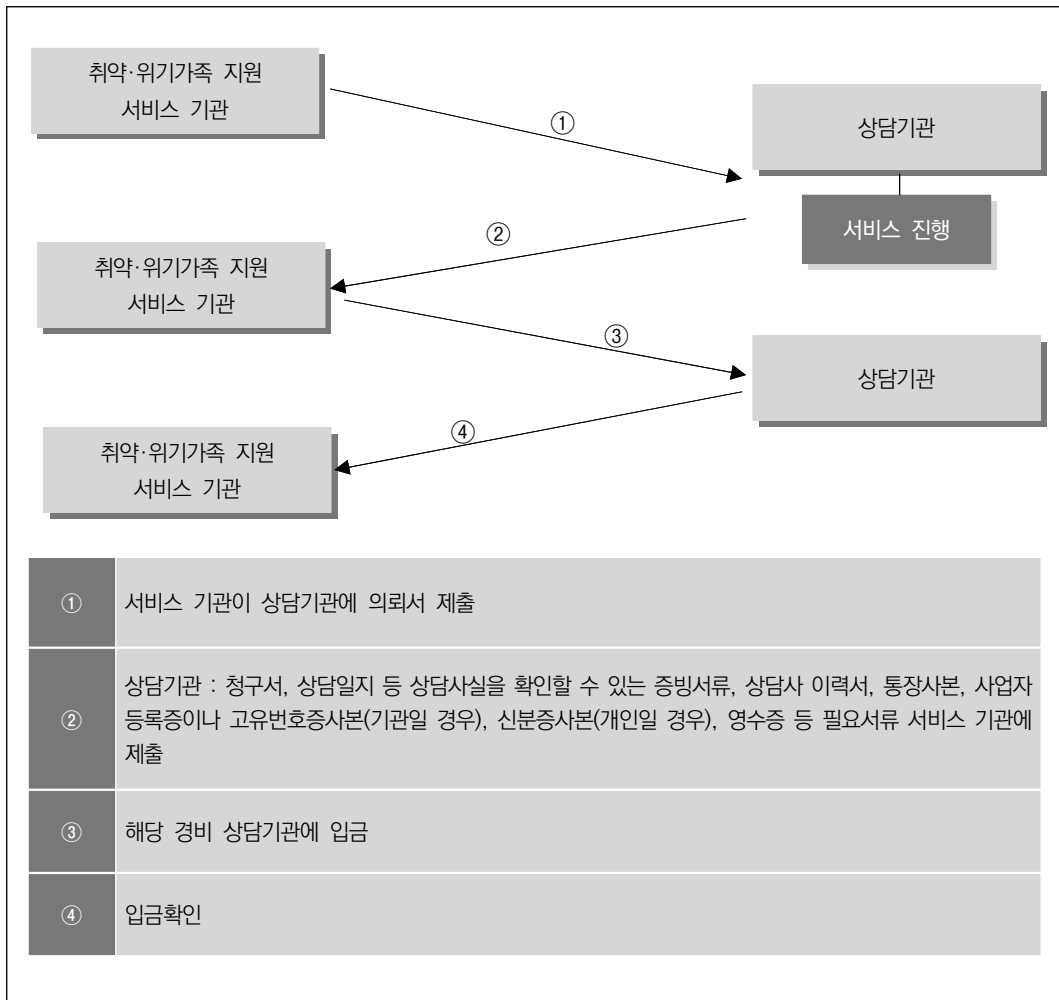 취약·위기가족 지원
서비스 기관
①
상담기관
서비스 진행
②
취약·위기가족 지원
서비스 기관
③
상담기관
④
취약·위기가족 지원
서비스 기관
① 서비스 기관이 상담기관에 의뢰서 제출
② 상담기관 : 청구서, 상담일지 등 상담사실을 확인할 수 있는 증빙서류, 상담사 이력서, 통장사본, 사업자
등록증이나 고유번호증사본(기관일 경우), 신분증사본(개인일 경우), 영수증 등 필요서류 서비스 기관에
제출
③ 해당 경비 상담기관에 입금
④ 입금확인